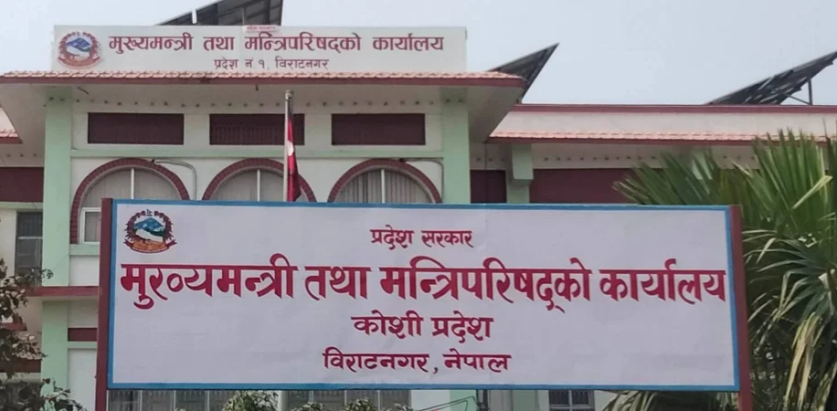 मुख्यमन्त्री तथा मन्त्रिपरिषद्को कार्यालय
प्रदेश नं १, विराटनगर
प्रदेश सरकार
मुख्यमन्त्री तथा मन्त्रिपरिषद्को कार्यालय
कोशी प्रदेश
विराटनगर, नेपाल